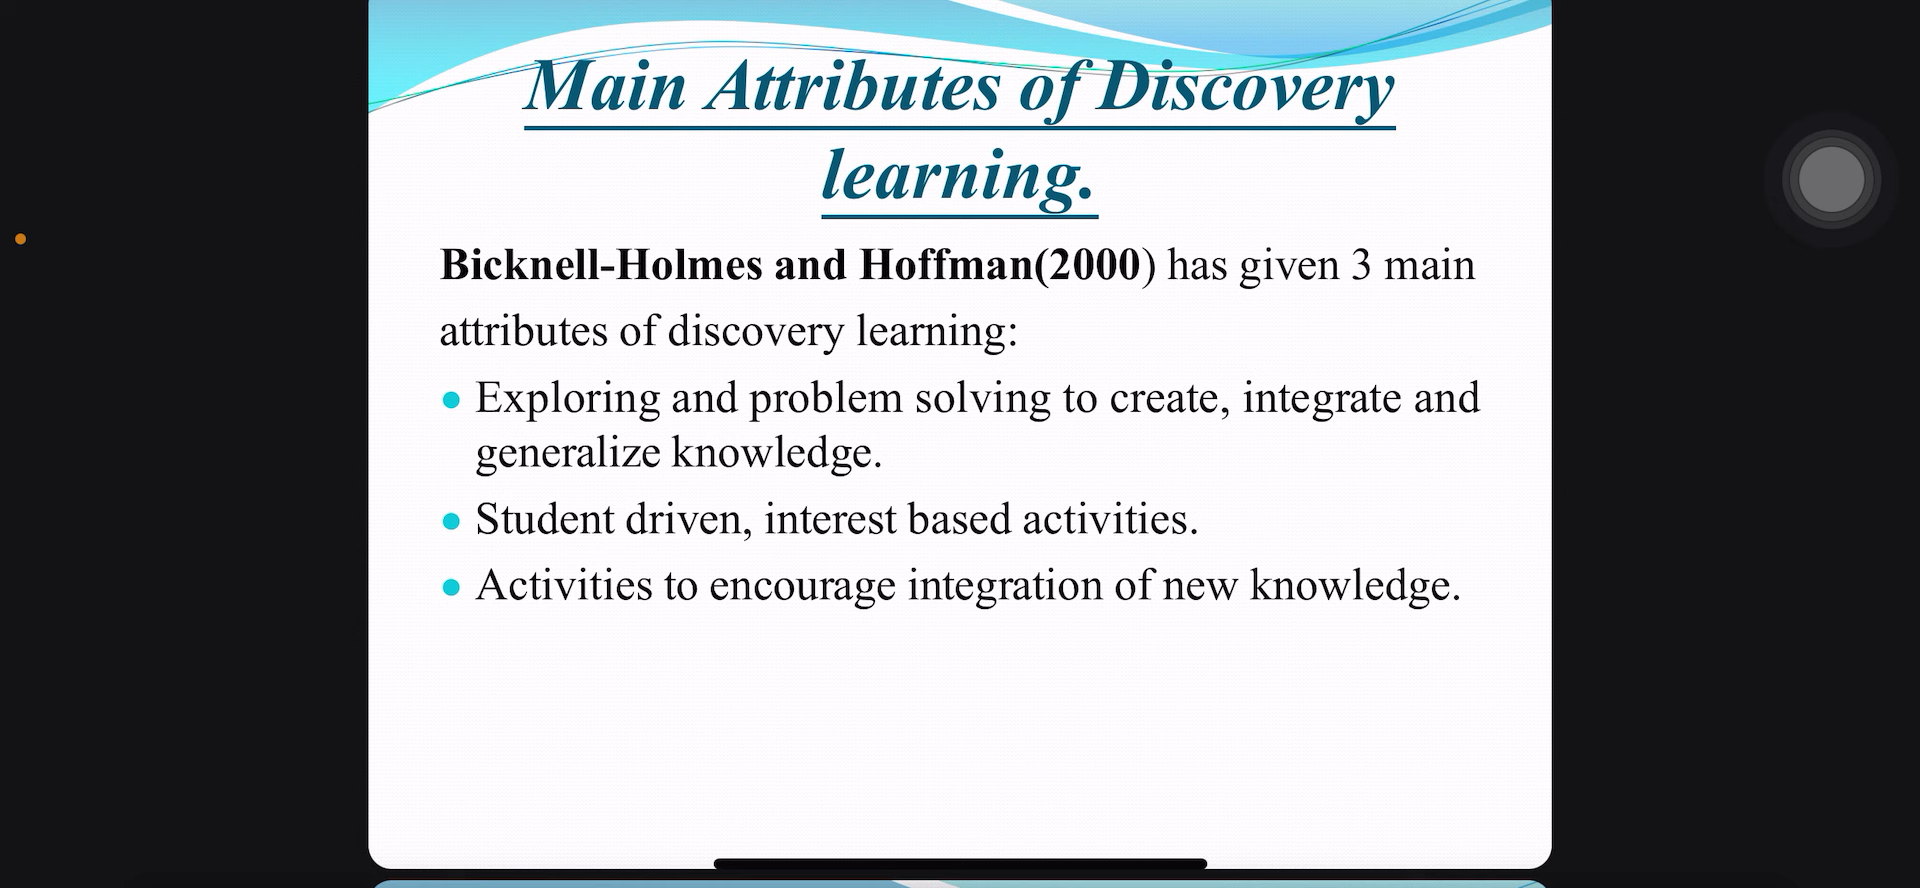 Main Attributes of Discovery
learning.
Bicknell-Holmes and Hoffman(2000) has given 3 main
attributes of discovery learning:
• Exploring and problem solving to create, integrate and
generalize knowledge.
• Student driven, interest based activities.
• Activities to encourage integration of new knowledge.